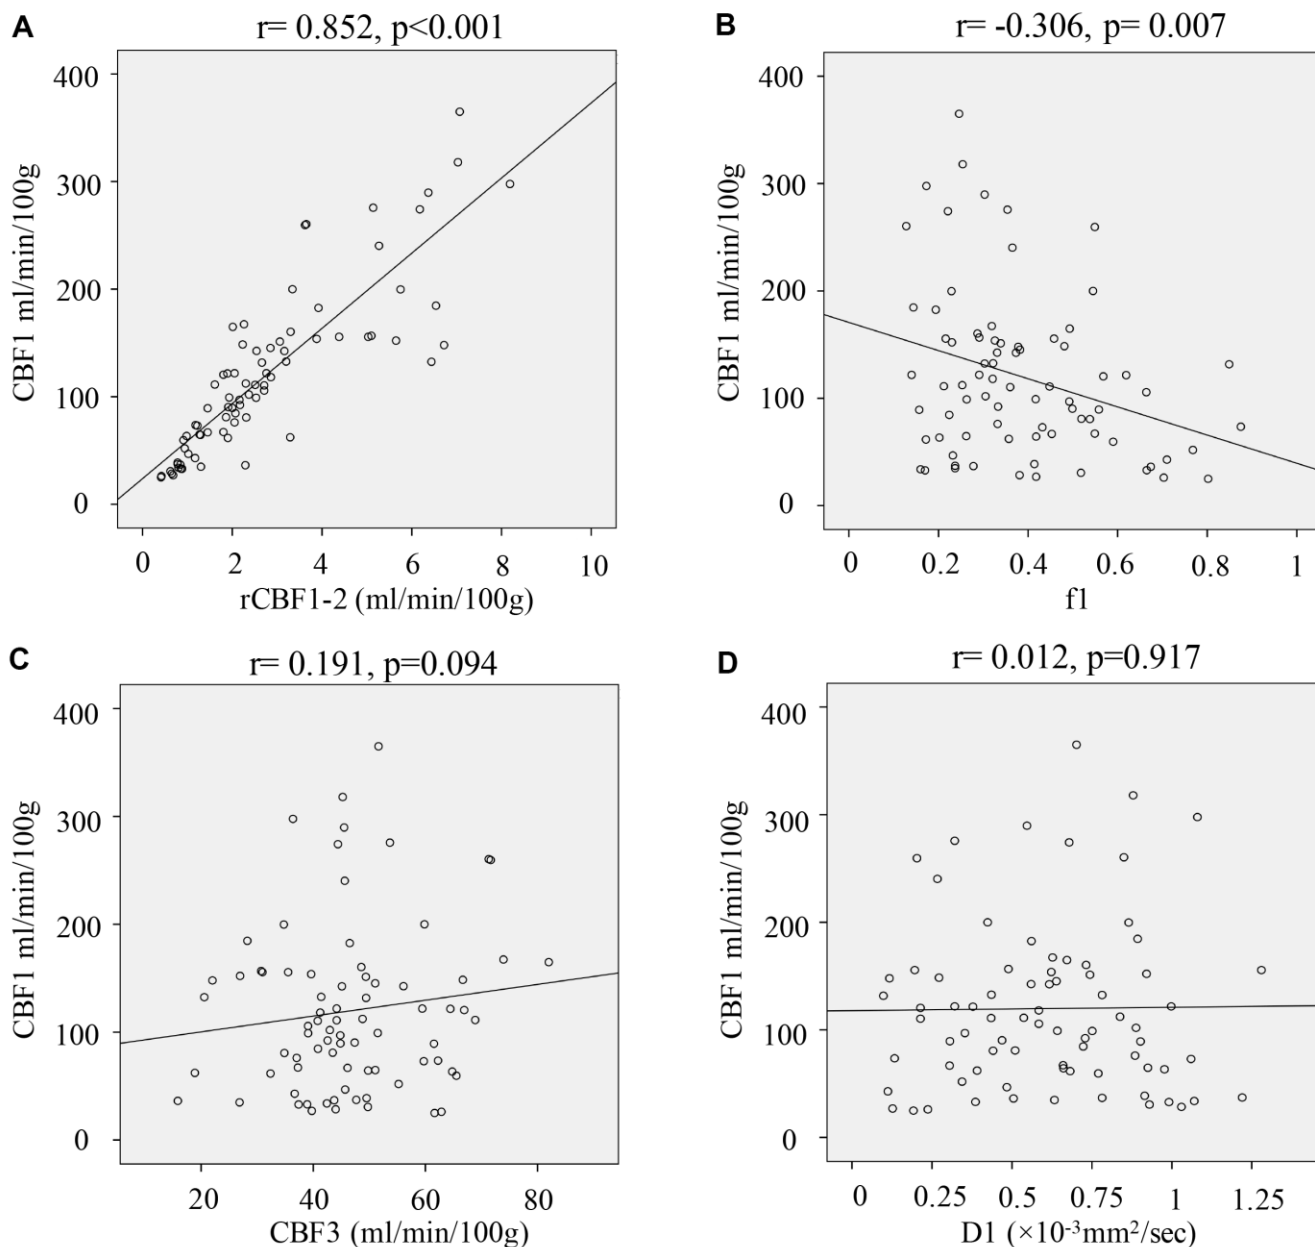 A
r= 0.852, p<0.001
CBF1 ml/min/100g
400
300
200
100
0
0 2 4 6 8 10
rCBF1-2 (ml/min/100g)
B
r= -0.306, p= 0.007
CBF1 ml/min/100g
400
300
200
100
0
0 0.2 0.4 0.6 0.8 1
f1
C
r= 0.191, p=0.094
CBF1 ml/min/100g
400
300
200
100
0
20 40 60 80
CBF3 (ml/min/100g)
D
r= 0.012, p=0.917
CBF1 ml/min/100g
400
300
200
100
0
0 0.25 0.5 0.75 1 1.25
D1 (×10⁻³mm²/sec)